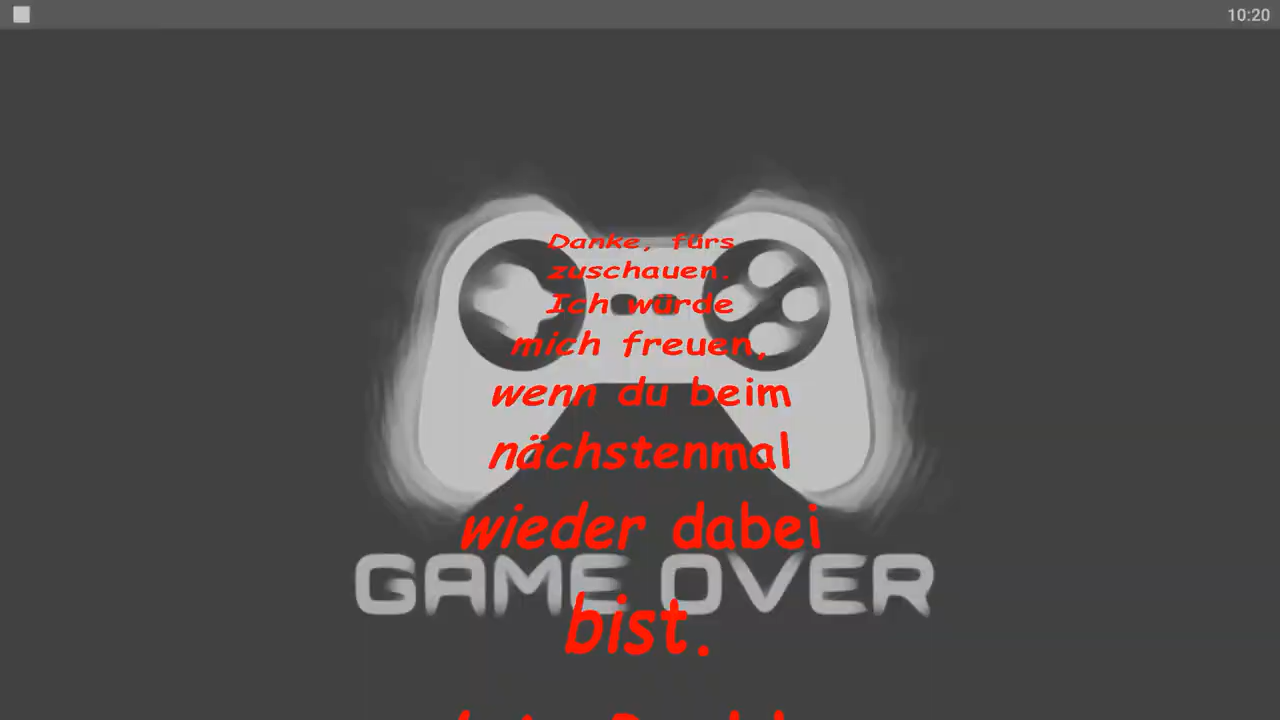 10:20
Danke, fürs
zuschauen.
Ich würde
mich freuen,
wenn du beim
nächstenmal
wieder dabei
GAME OVER
bist.